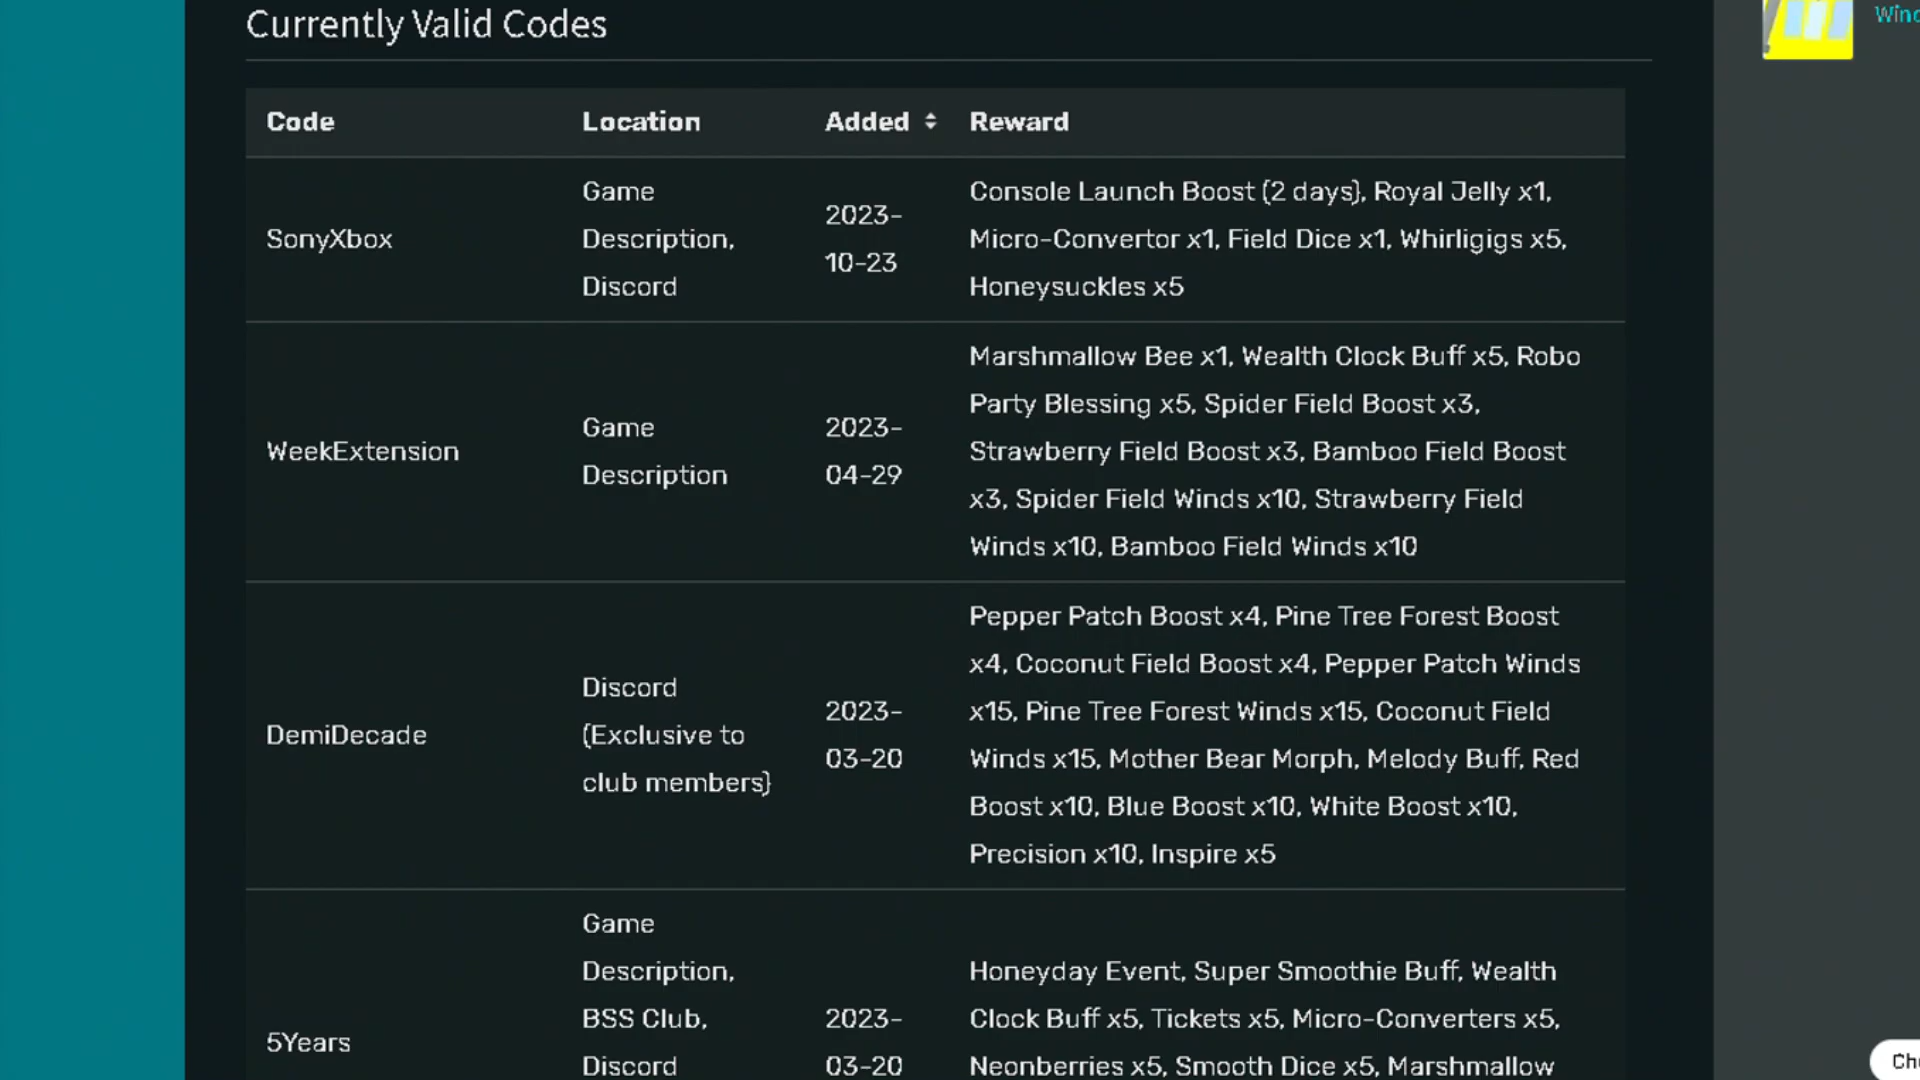 Currently Valid Codes
Wind
Code Location Added Reward
SonyXbox
Game
Description,
Discord
2023-
10-23
Console Launch Boost (2 days), Royal Jelly x1,
Micro-Convertor x1, Field Dice x1, Whirligigs x5,
Honeysuckles x5
WeekExtension
Game
Description
2023-
04-29
Marshmallow Bee x1, Wealth Clock Buff x5, Robo
Party Blessing x5, Spider Field Boost x3,
Strawberry Field Boost x3, Bamboo Field Boost
x3, Spider Field Winds x10, Strawberry Field
Winds x10, Bamboo Field Winds x10
DemiDecade
Discord
(Exclusive to
club members)
2023-
03-20
Pepper Patch Boost x4, Pine Tree Forest Boost
x4, Coconut Field Boost x4, Pepper Patch Winds
x15, Pine Tree Forest Winds x15, Coconut Field
Winds x15, Mother Bear Morph, Melody Buff, Red
Boost x10, Blue Boost x10, White Boost x10,
Precision x10, Inspire x5
5Years
Game
Description,
BSS Club,
Discord
2023-
03-20
Honeyday Event, Super Smoothie Buff, Wealth
Clock Buff x5, Tickets x5, Micro-Converters x5,
Neonberries x5, Smooth Dice x5, Marshmallow